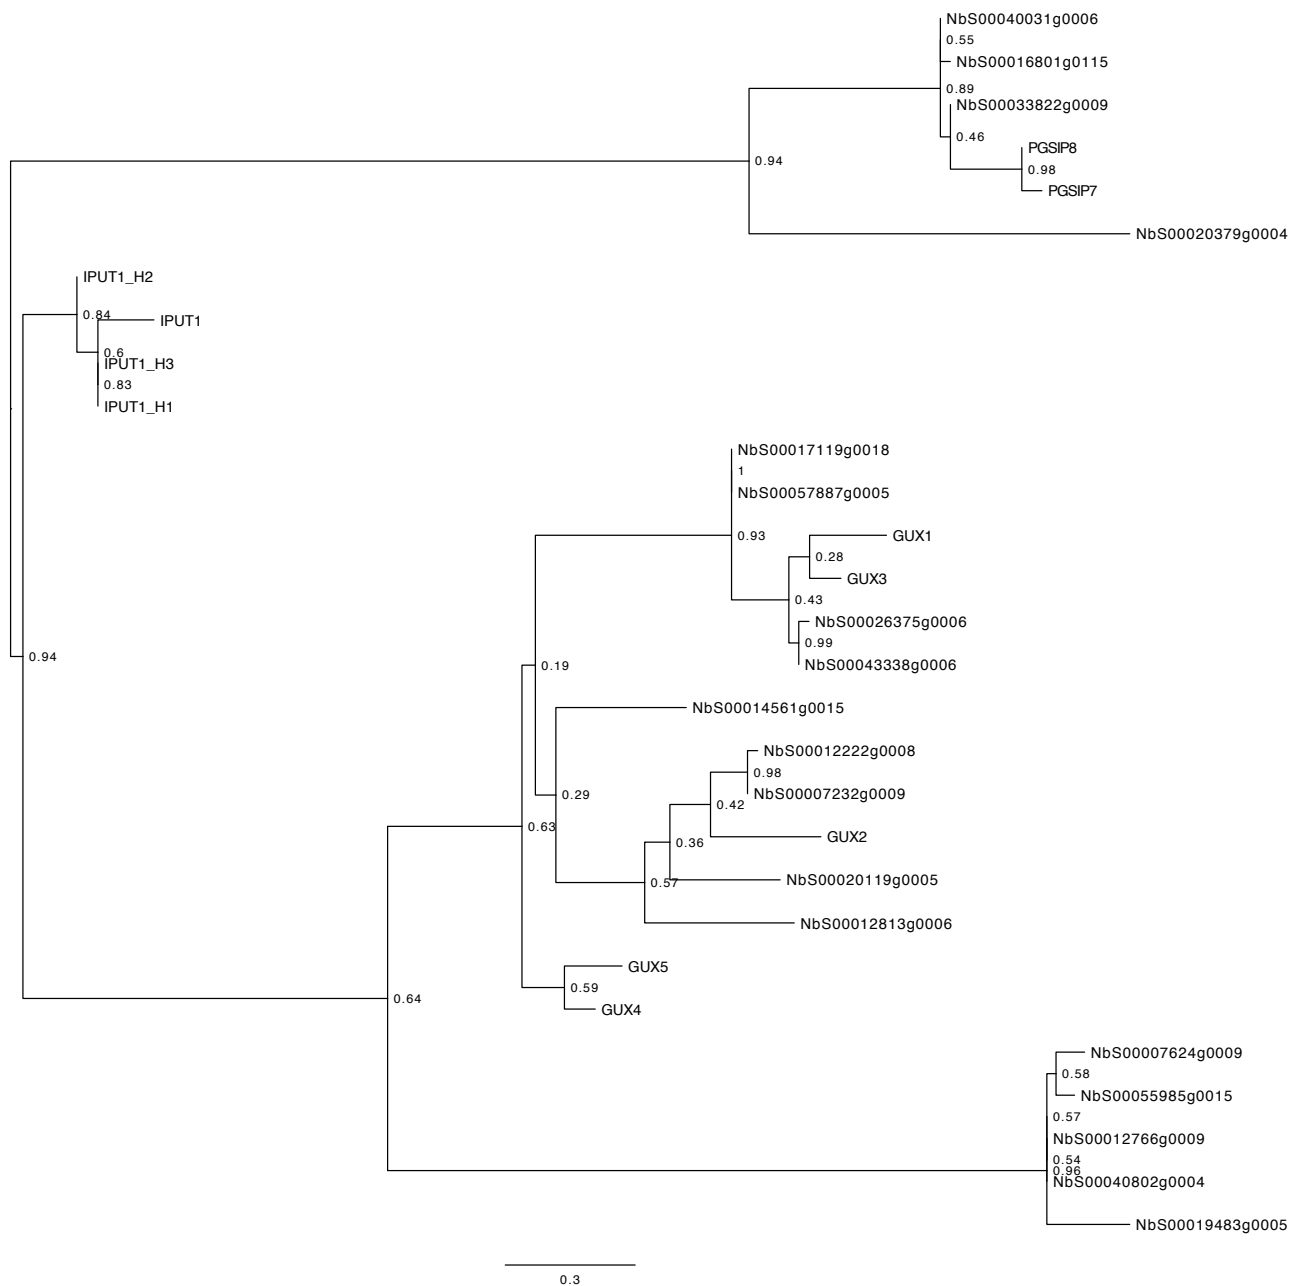 NbS00040031g0006
0.55
NbS00016801g0115
0.89
NbS00033822g0009
0.46
PGSIP8
0.94
0.98
PGSIP7
NbS00020379g0004
IPUT1_H2
0.84
IPUT1
0.6
IPUT1_H3
0.83
IPUT1_H1
NbS00017119g0018
1
NbS00057887g0005
0.93
GUX1
0.28
GUX3
0.43
NbS00026375g0006
0.99
0.94
0.19
NbS00043338g0006
NbS00014561g0015
NbS00012222g0008
0.98
0.29
NbS00007232g0009
0.42
0.63
GUX2
0.36
0.57
NbS00020119g0005
NbS00012813g0006
GUX5
0.59
0.64
GUX4
NbS00007624g0009
0.58
NbS00055985g0015
0.57
NbS00012766g0009
0.54
0.96
NbS00040802g0004
NbS00019483g0005
0.3